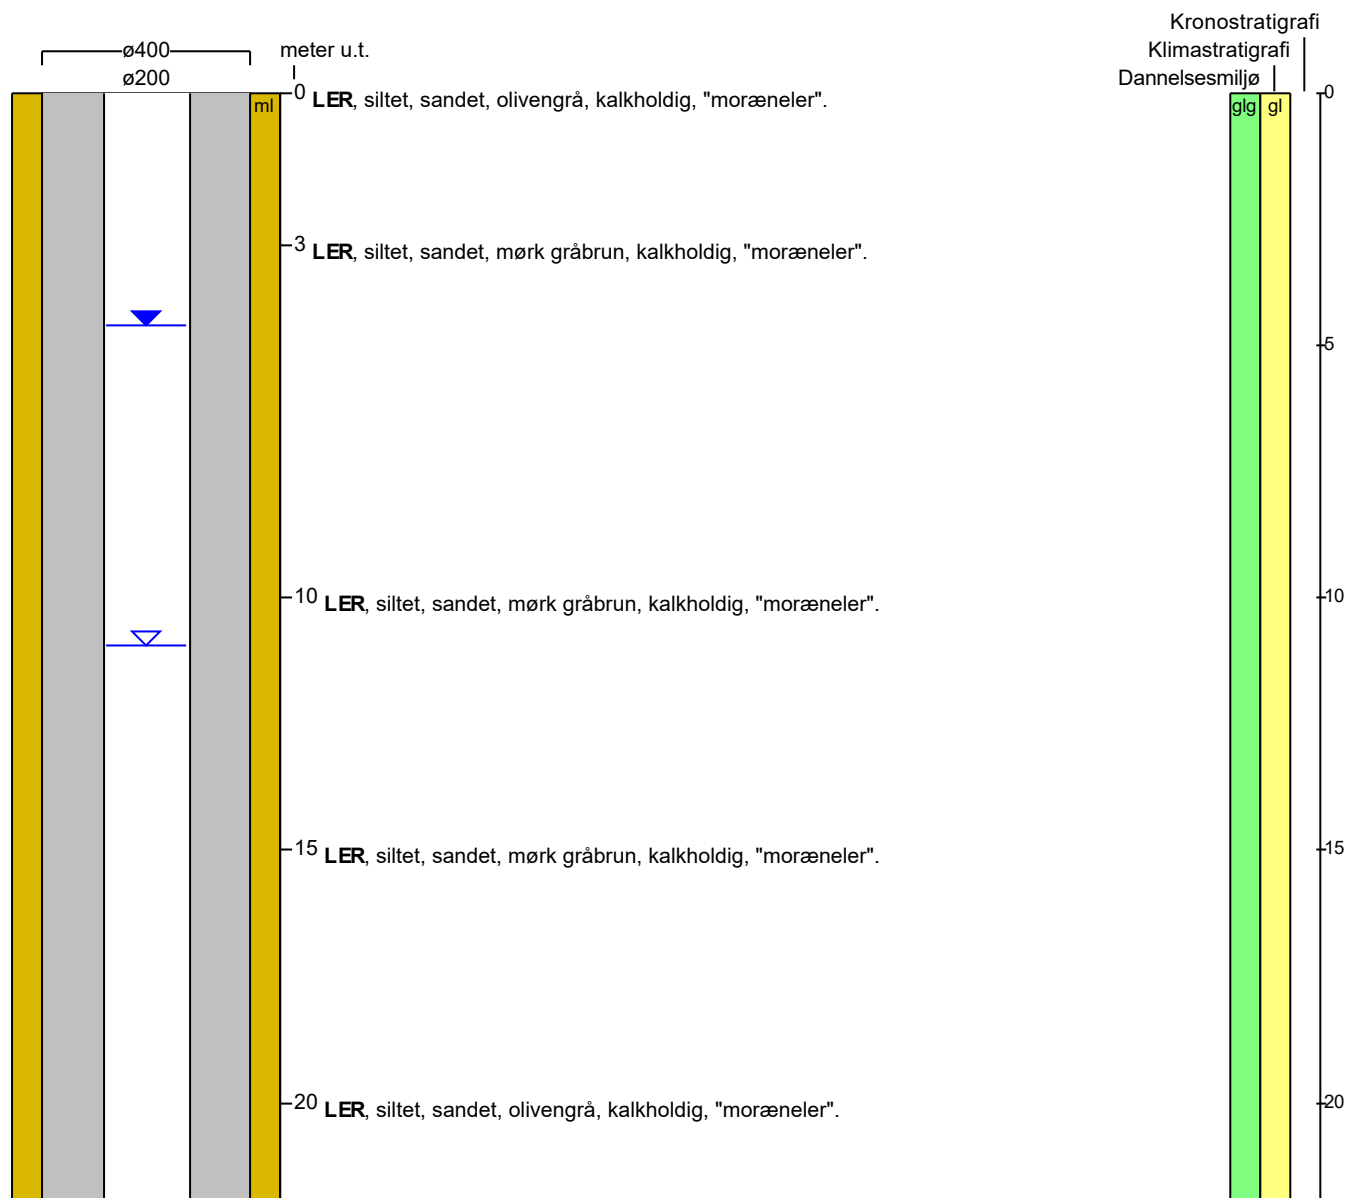 Kronostratigrafi
ø400 meter u.t. Klimastratigrafi
ø200 Dannelsesmiljø
ml 0 LER, siltet, sandet, olivengrå, kalkholdig, "moræneler". glg gl 0
3 LER, siltet, sandet, mørk gråbrun, kalkholdig, "moræneler".
5
10 LER, siltet, sandet, mørk gråbrun, kalkholdig, "moræneler". 10
15 LER, siltet, sandet, mørk gråbrun, kalkholdig, "moræneler". 15
20 LER, siltet, sandet, olivengrå, kalkholdig, "moræneler". 20